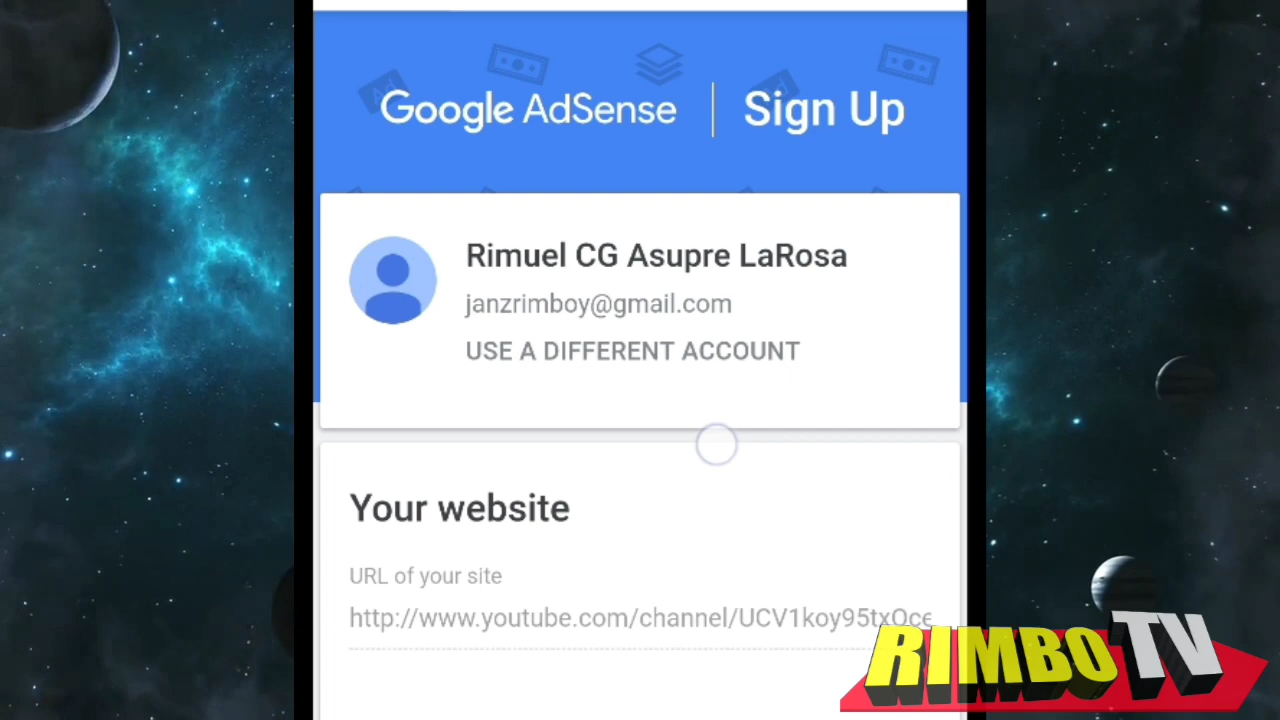 Google AdSense | Sign Up
Rimuel CG Asupre LaRosa
janzrimboy@gmail.com
USE A DIFFERENT ACCOUNT
Your website
URL of your site
http://www.youtube.com/channel/UCV1koy95txOce
RIMBO TV